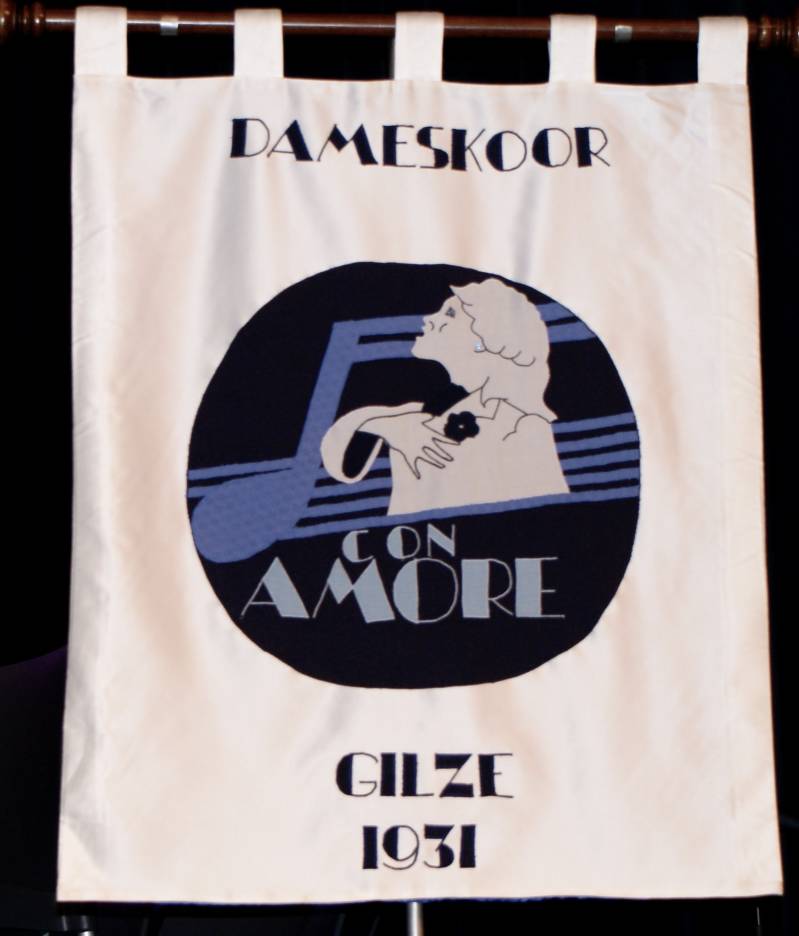 DAMESKOOR
CON
AMORE
GILZE
1931